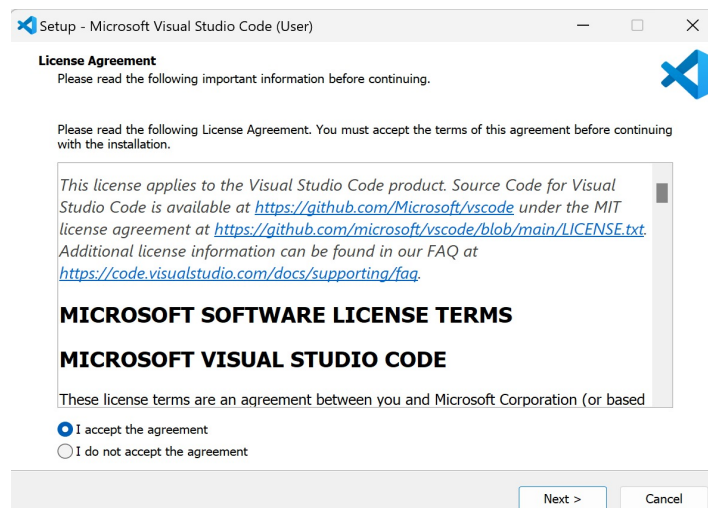 Setup - Microsoft Visual Studio Code (User)
License Agreement
Please read the following important information before continuing.
Please read the following License Agreement. You must accept the terms of this agreement before continuing
with the installation.
This license applies to the Visual Studio Code product. Source Code for Visual
Studio Code is available at https://github.com/Microsoft/vscode under the MIT
license agreement at https://github.com/microsoft/vscode/blob/main/LICENSE.txt.
Additional license information can be found in our FAQ at
https://code.visualstudio.com/docs/supporting/faq.
MICROSOFT SOFTWARE LICENSE TERMS
MICROSOFT VISUAL STUDIO CODE
These license terms are an agreement between you and Microsoft Corporation (or based
I accept the agreement
I do not accept the agreement
Next >
Cancel